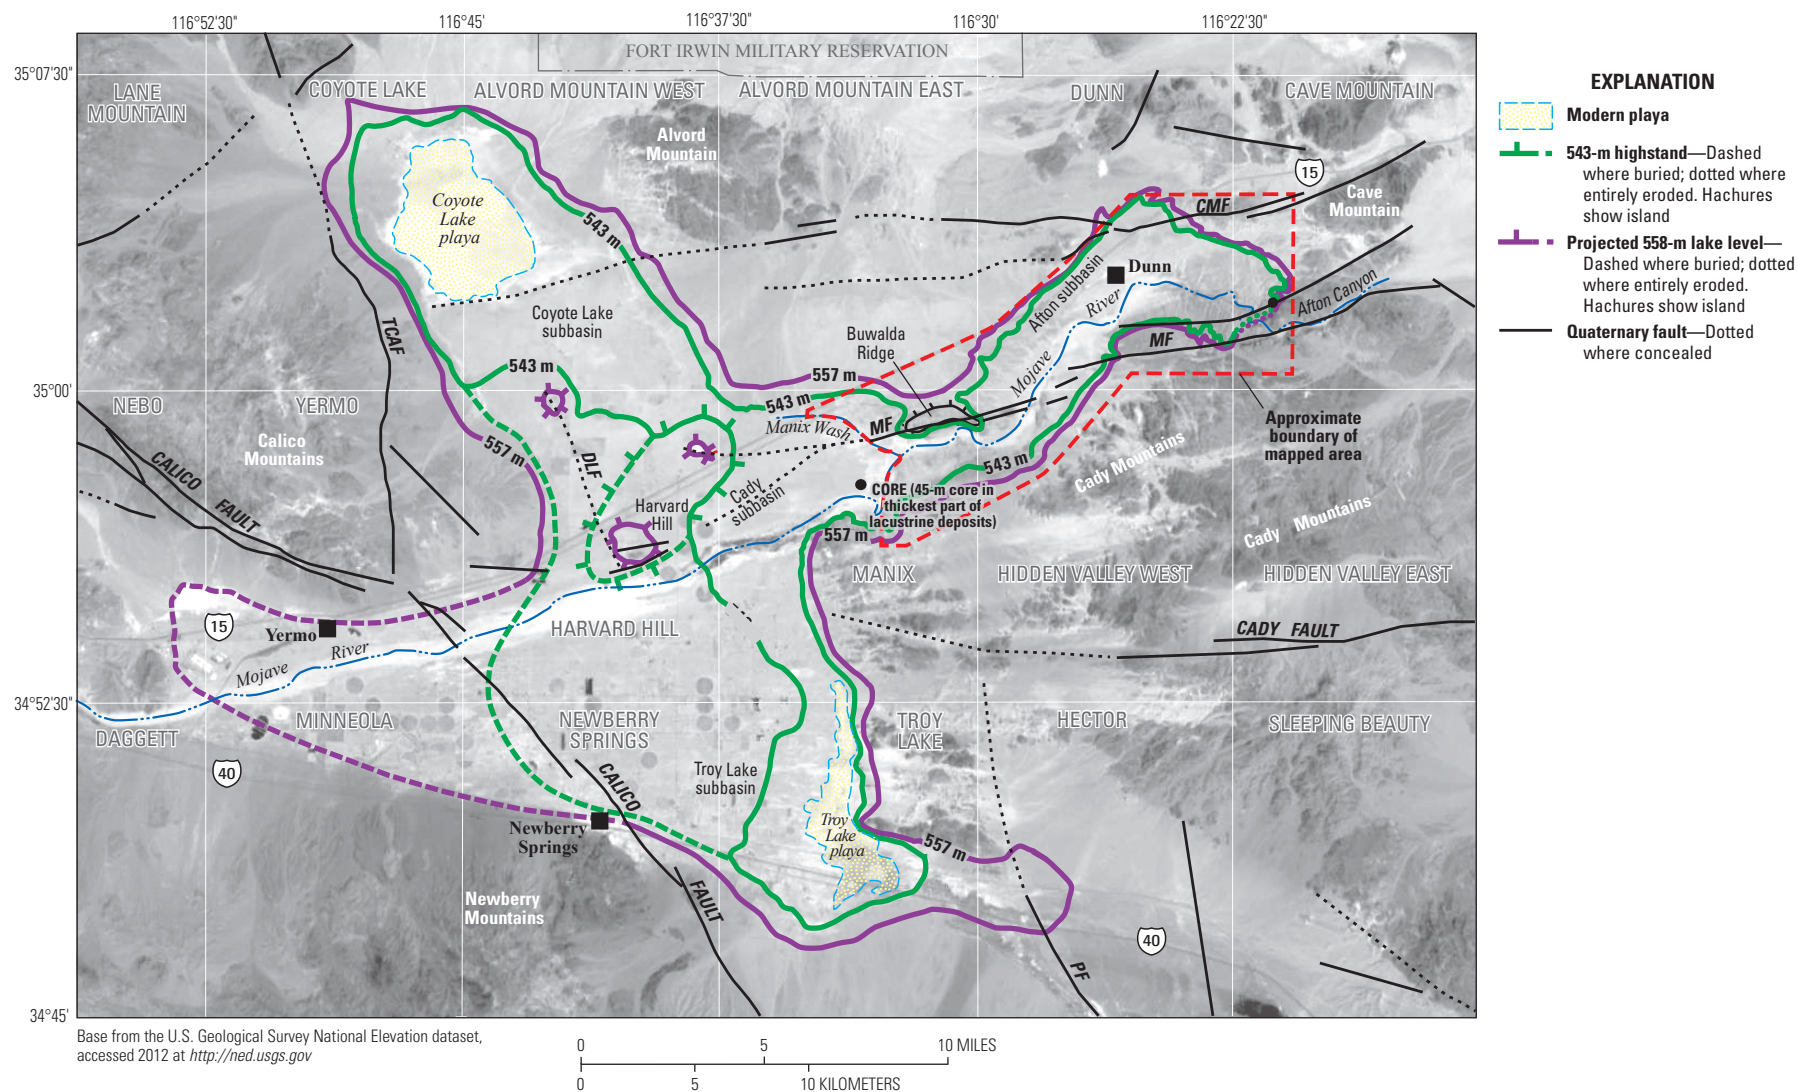 116°52'30"
116°45'
116°37'30"
116°30'
116°22'30"
35°07'30"
35°00'
34°52'30"
34°45'
FORT IRWIN MILITARY RESERVATION
LANE
MOUNTAIN
COYOTE LAKE
ALVORD MOUNTAIN WEST
ALVORD MOUNTAIN EAST
DUNN
CAVE MOUNTAIN
Alvord
Mountain
15
Cave
Mountain
CMF
Coyote
Lake
playa
543 m
Afton subbasin
Dunn
River
Afton Canyon
Coyote Lake
subbasin
TCAF
Buwalda
Ridge
MF
Mojave
543 m
557 m
543 m
Manix Wash
MF
NEBO
YERMO
Calico
Mountains
557 m
CALICO
FAULT
DLF
Harvard
Hill
Cady
subbasin
CORE (45-m core in
thickest part of
lacustrine deposits)
543 m
Cady Mountains
Cady Mountains
Approximate
boundary of
mapped area
557 m
MANIX
HIDDEN VALLEY WEST
HIDDEN VALLEY EAST
15
Yermo
Mojave
River
HARVARD HILL
CADY FAULT
DAGGETT
MINNEOLA
NEWBERRY
SPRINGS
TROY
LAKE
HECTOR
SLEEPING BEAUTY
40
CALICO
Troy Lake
subbasin
Newberry
Springs
Troy
Lake
playa
557 m
FAULT
Newberry
Mountains
PF
40
EXPLANATION
Modern playa
543-m highstand—Dashed
where buried; dotted where
entirely eroded. Hachures
show island
Projected 558-m lake level—
Dashed where buried; dotted
where entirely eroded.
Hachures show island
Quaternary fault—Dotted
where concealed
Base from the U.S. Geological Survey National Elevation dataset,
accessed 2012 at http://ned.usgs.gov
0 5 10 MILES
0 5 10 KILOMETERS